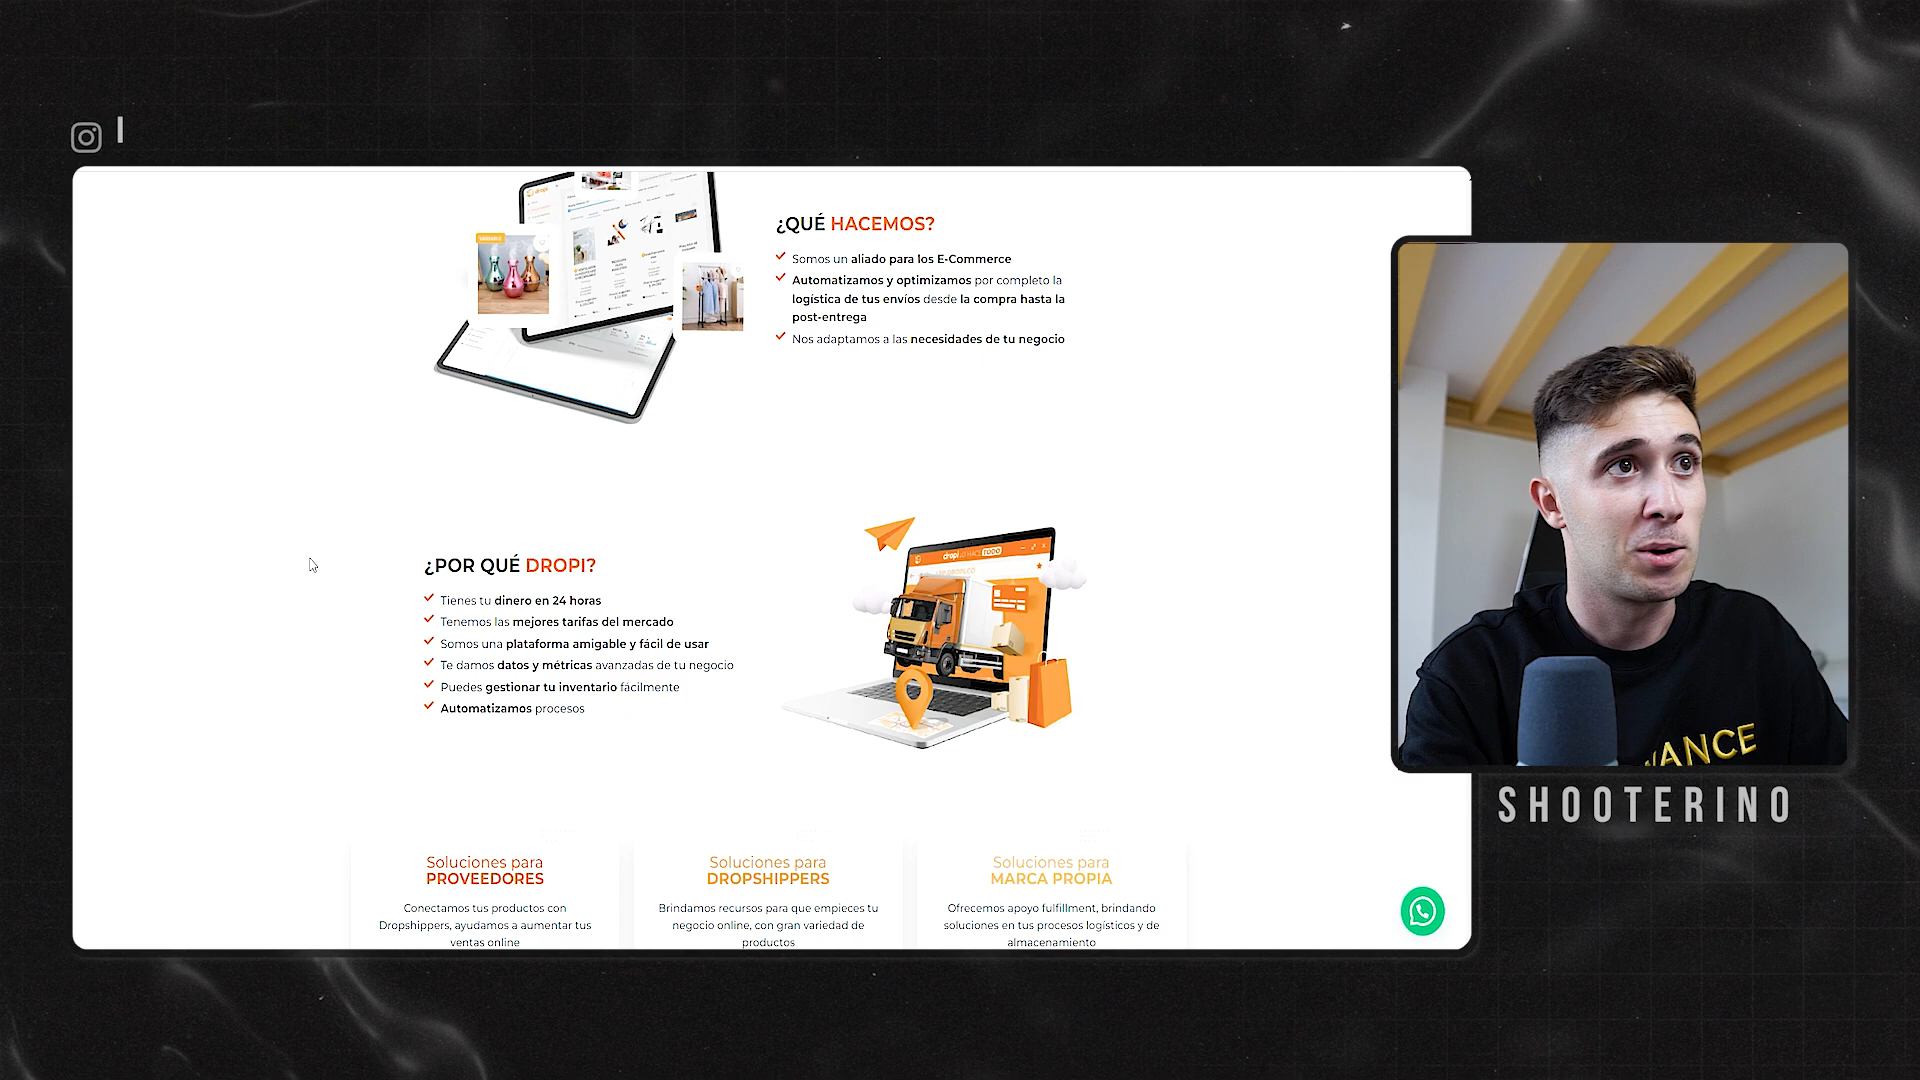 ¿QUÉ HACEMOS?
Somos un aliado para los E-Commerce
Automatizamos y optimizamos por completo la
logística de tus envíos desde la compra hasta la
post-entrega
Nos adaptamos a las necesidades de tu negocio
¿POR QUÉ DROPI?
Tienes tu dinero en 24 horas
Tenemos las mejores tarifas del mercado
Somos una plataforma amigable y fácil de usar
Te damos datos y métricas avanzadas de tu negocio
Puedes gestionar tu inventario fácilmente
Automatizamos procesos
dropi LO HACE TODO
Soluciones para
PROVEEDORES
Conectamos tus productos con
Dropshippers, ayudamos a aumentar tus
ventas online
Soluciones para
DROPSHIPPERS
Brindamos recursos para que empieces tu
negocio online, con gran variedad de
productos
Soluciones para
MARCA PROPIA
Ofrecemos apoyo fulfillment, brindando
soluciones en tus procesos logísticos y de
almacenamiento
ANCE
SHOOTERINO